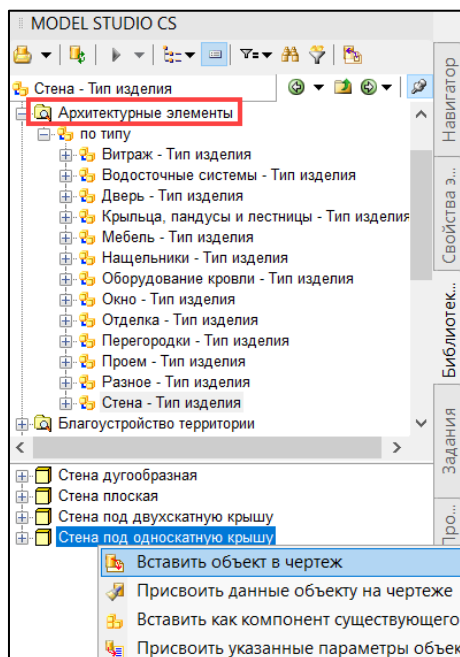 MODEL STUDIO CS
Стена - Тип изделия
Архитектурные элементы
по типу
Витраж - Тип изделия
Водосточные системы - Тип изделия
Дверь - Тип изделия
Крыльца, пандусы и лестницы - Тип изделия
Мебель - Тип изделия
Нащельники - Тип изделия
Оборудование кровли - Тип изделия
Окно - Тип изделия
Отделка - Тип изделия
Перегородки - Тип изделия
Проем - Тип изделия
Разное - Тип изделия
Стена - Тип изделия
Благоустройство территории
Стена дугообразная
Стена плоская
Стена под двухскатную крышу
Стена под односкатную крышу
Вставить объект в чертеж
Присвоить данные объекту на чертеже
Вставить как компонент существующего
Присвоить указанные параметры объек
Навигатор
Свойства э...
Библиотек...
Задания
Про...